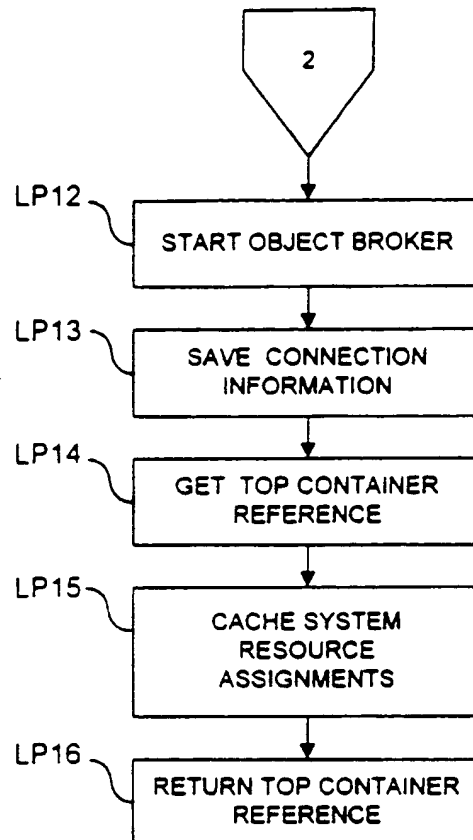 2
LP12
START OBJECT BROKER
LP13
SAVE CONNECTION
INFORMATION
LP14
GET TOP CONTAINER
REFERENCE
LP15
CACHE SYSTEM
RESOURCE
ASSIGNMENTS
LP16
RETURN TOP CONTAINER
REFERENCE